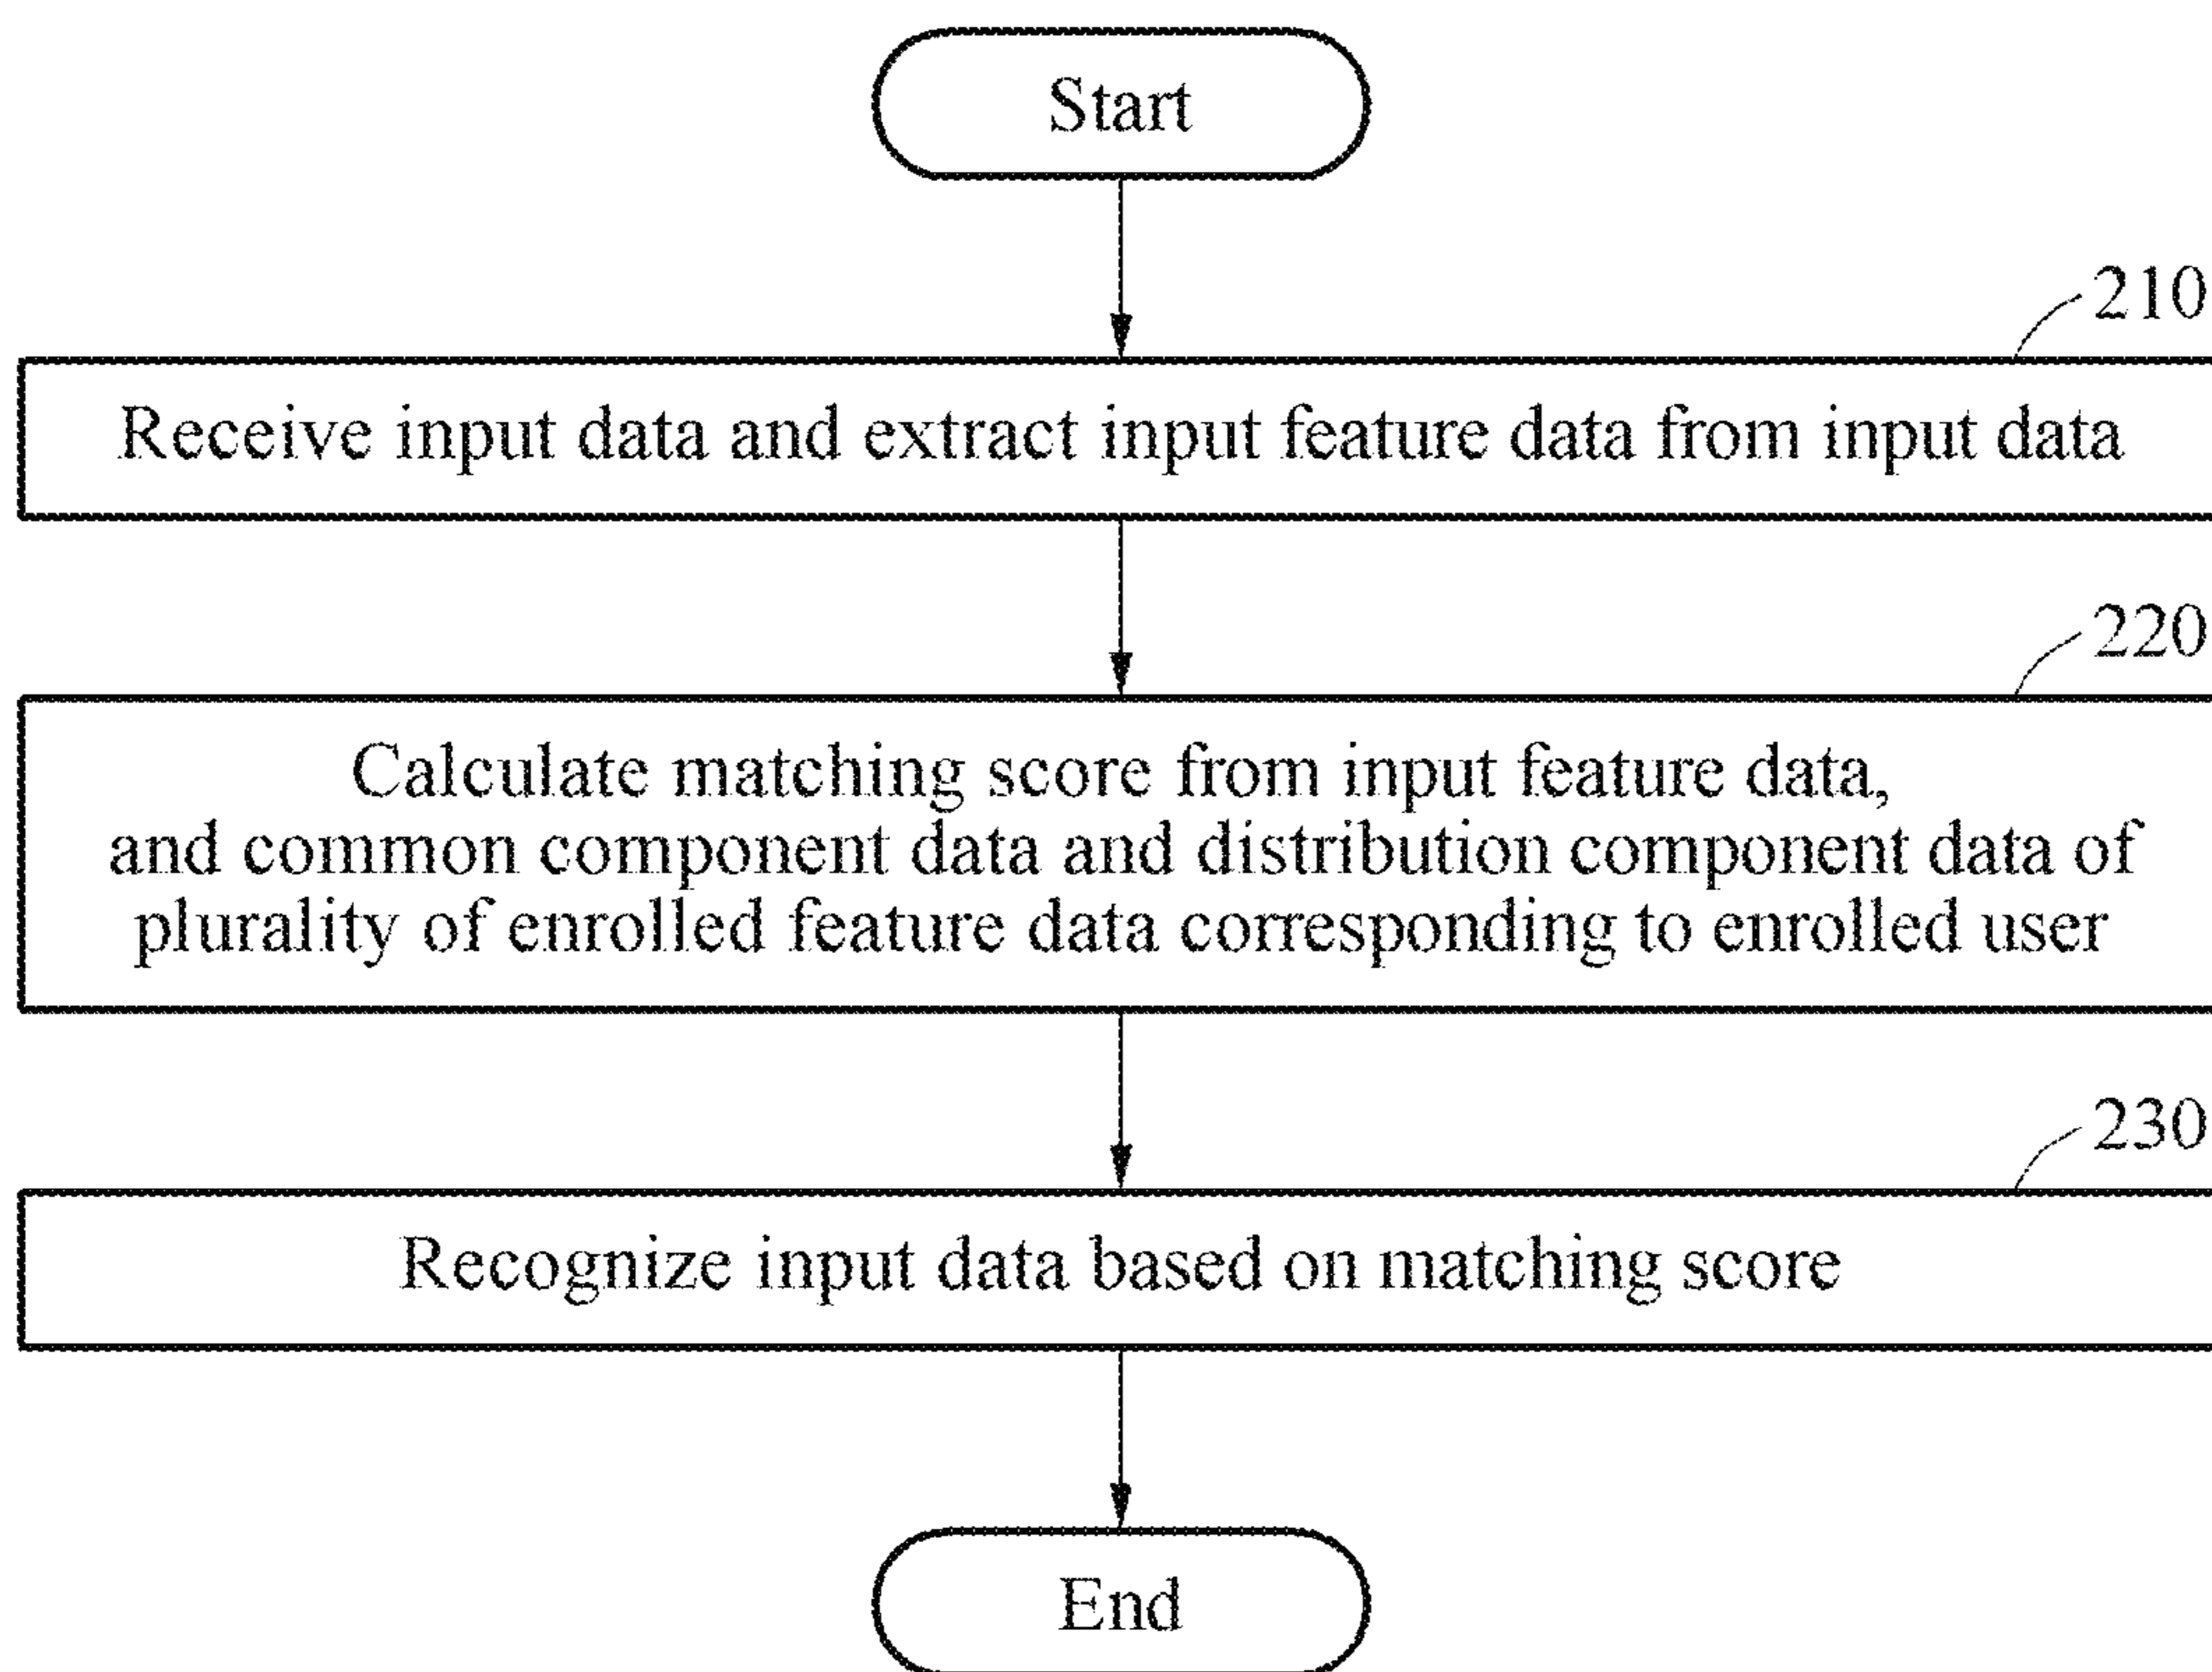 Start
210
Receive input data and extract input feature data from input data
220
Calculate matching score from input feature data,
and common component data and distribution component data of
plurality of enrolled feature data corresponding to enrolled user
230
Recognize input data based on matching score
End